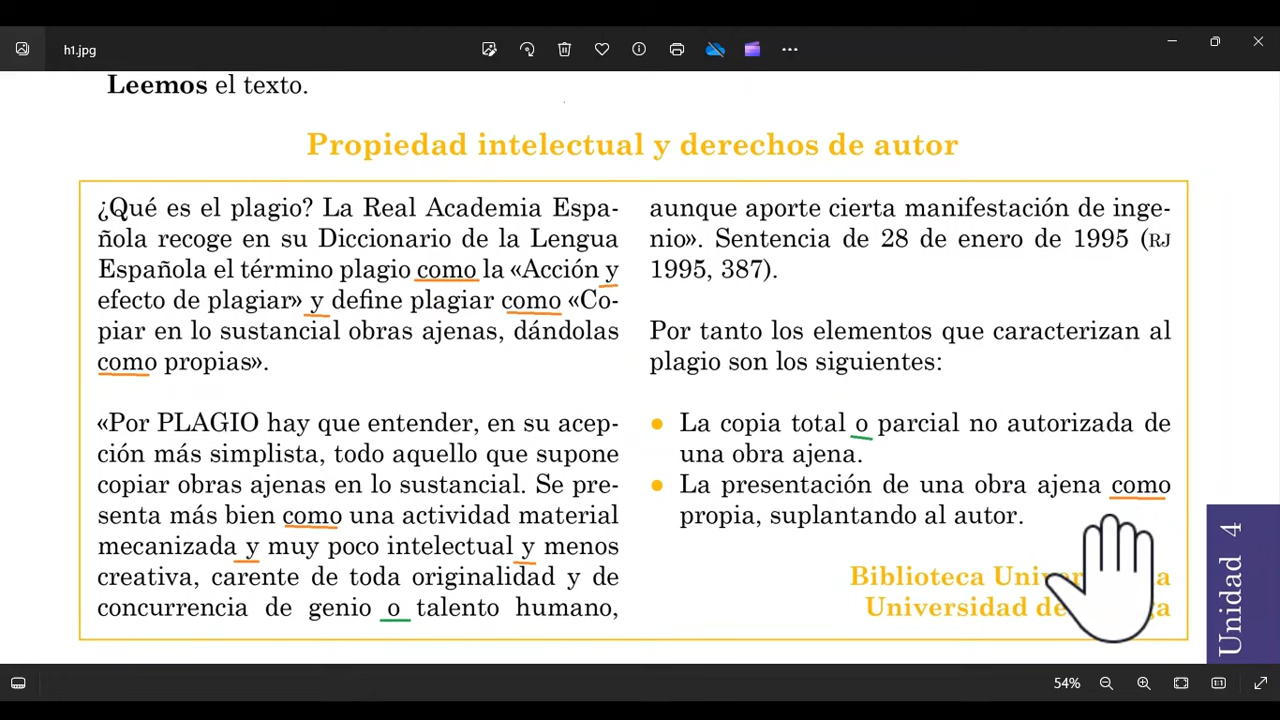 h1.jpg
Leemos el texto.
Propiedad intelectual y derechos de autor
¿Qué es el plagio? La Real Academia Espa-
ñola recoge en su Diccionario de la Lengua
Española el término plagio como la «Acción y
efecto de plagiar» y define plagiar como «Co-
piar en lo sustancial obras ajenas, dándolas
como propias».
«Por PLAGIO hay que entender, en su acep-
ción más simplista, todo aquello que supone
copiar obras ajenas en lo sustancial. Se pre-
senta más bien como una actividad material
mecanizada y muy poco intelectual y menos
creativa, carente de toda originalidad y de
concurrencia de genio o talento humano,
aunque aporte cierta manifestación de inge-
nio». Sentencia de 28 de enero de 1995 (RJ
1995, 387).
Por tanto los elementos que caracterizan al
plagio son los siguientes:
• La copia total o parcial no autorizada de
una obra ajena.
• La presentación de una obra ajena como
propia, suplantando al autor.
Biblioteca
Universidad de
Unidad 4
54%
1:1